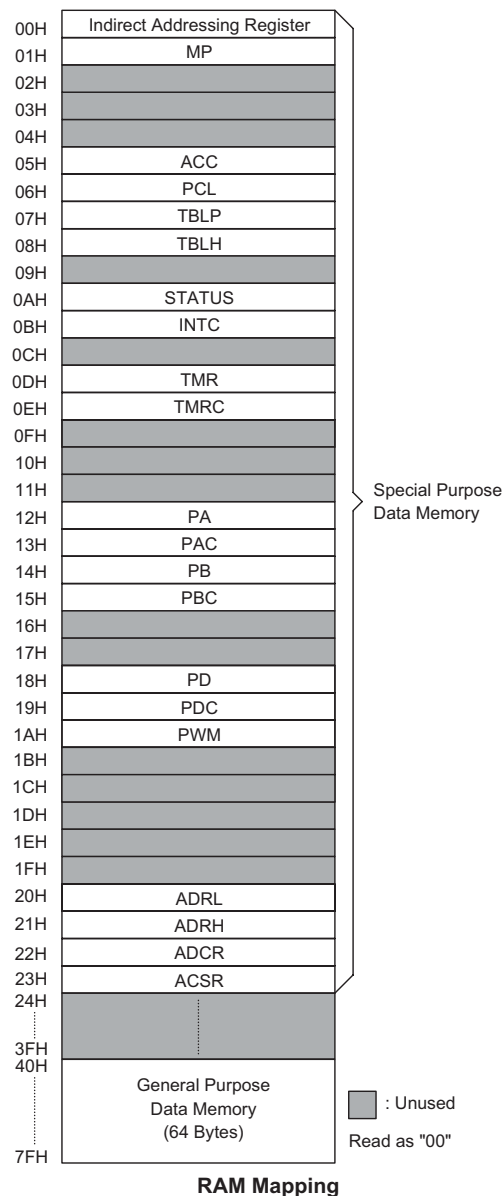 00H Indirect Addressing Register
01H MP
02H
03H
04H
05H ACC
06H PCL
07H TBLP
08H TBLH
09H
0AH STATUS
0BH INTC
0CH
0DH TMR
0EH TMRC
0FH
10H
11H
Special Purpose
Data Memory
12H PA
13H PAC
14H PB
15H PBC
16H
17H
18H PD
19H PDC
1AH PWM
1BH
1CH
1DH
1EH
1FH
20H ADRL
21H ADRH
22H ADCR
23H ACSR
24H
3FH
40H
General Purpose
Data Memory
(64 Bytes)
7FH
: Unused
Read as "00"
RAM Mapping